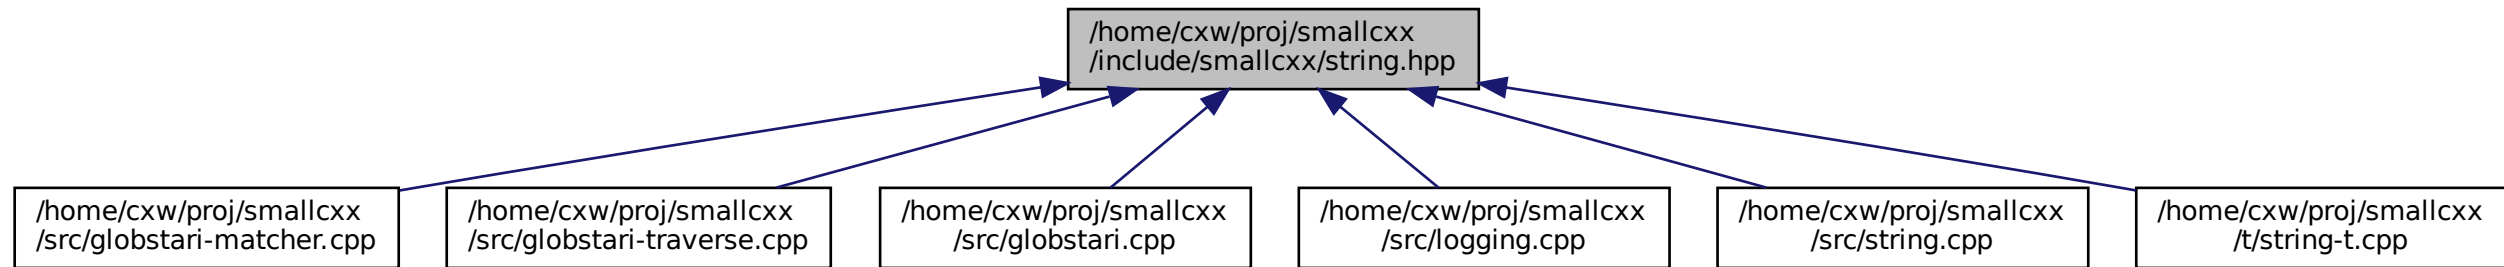 /home/cxw/proj/smallcxx
/include/smallcxx/string.hpp
/home/cxw/proj/smallcxx
/src/globstari-matcher.cpp
/home/cxw/proj/smallcxx
/src/globstari-traverse.cpp
/home/cxw/proj/smallcxx
/src/globstari.cpp
/home/cxw/proj/smallcxx
/src/logging.cpp
/home/cxw/proj/smallcxx
/src/string.cpp
/home/cxw/proj/smallcxx
/t/string-t.cpp